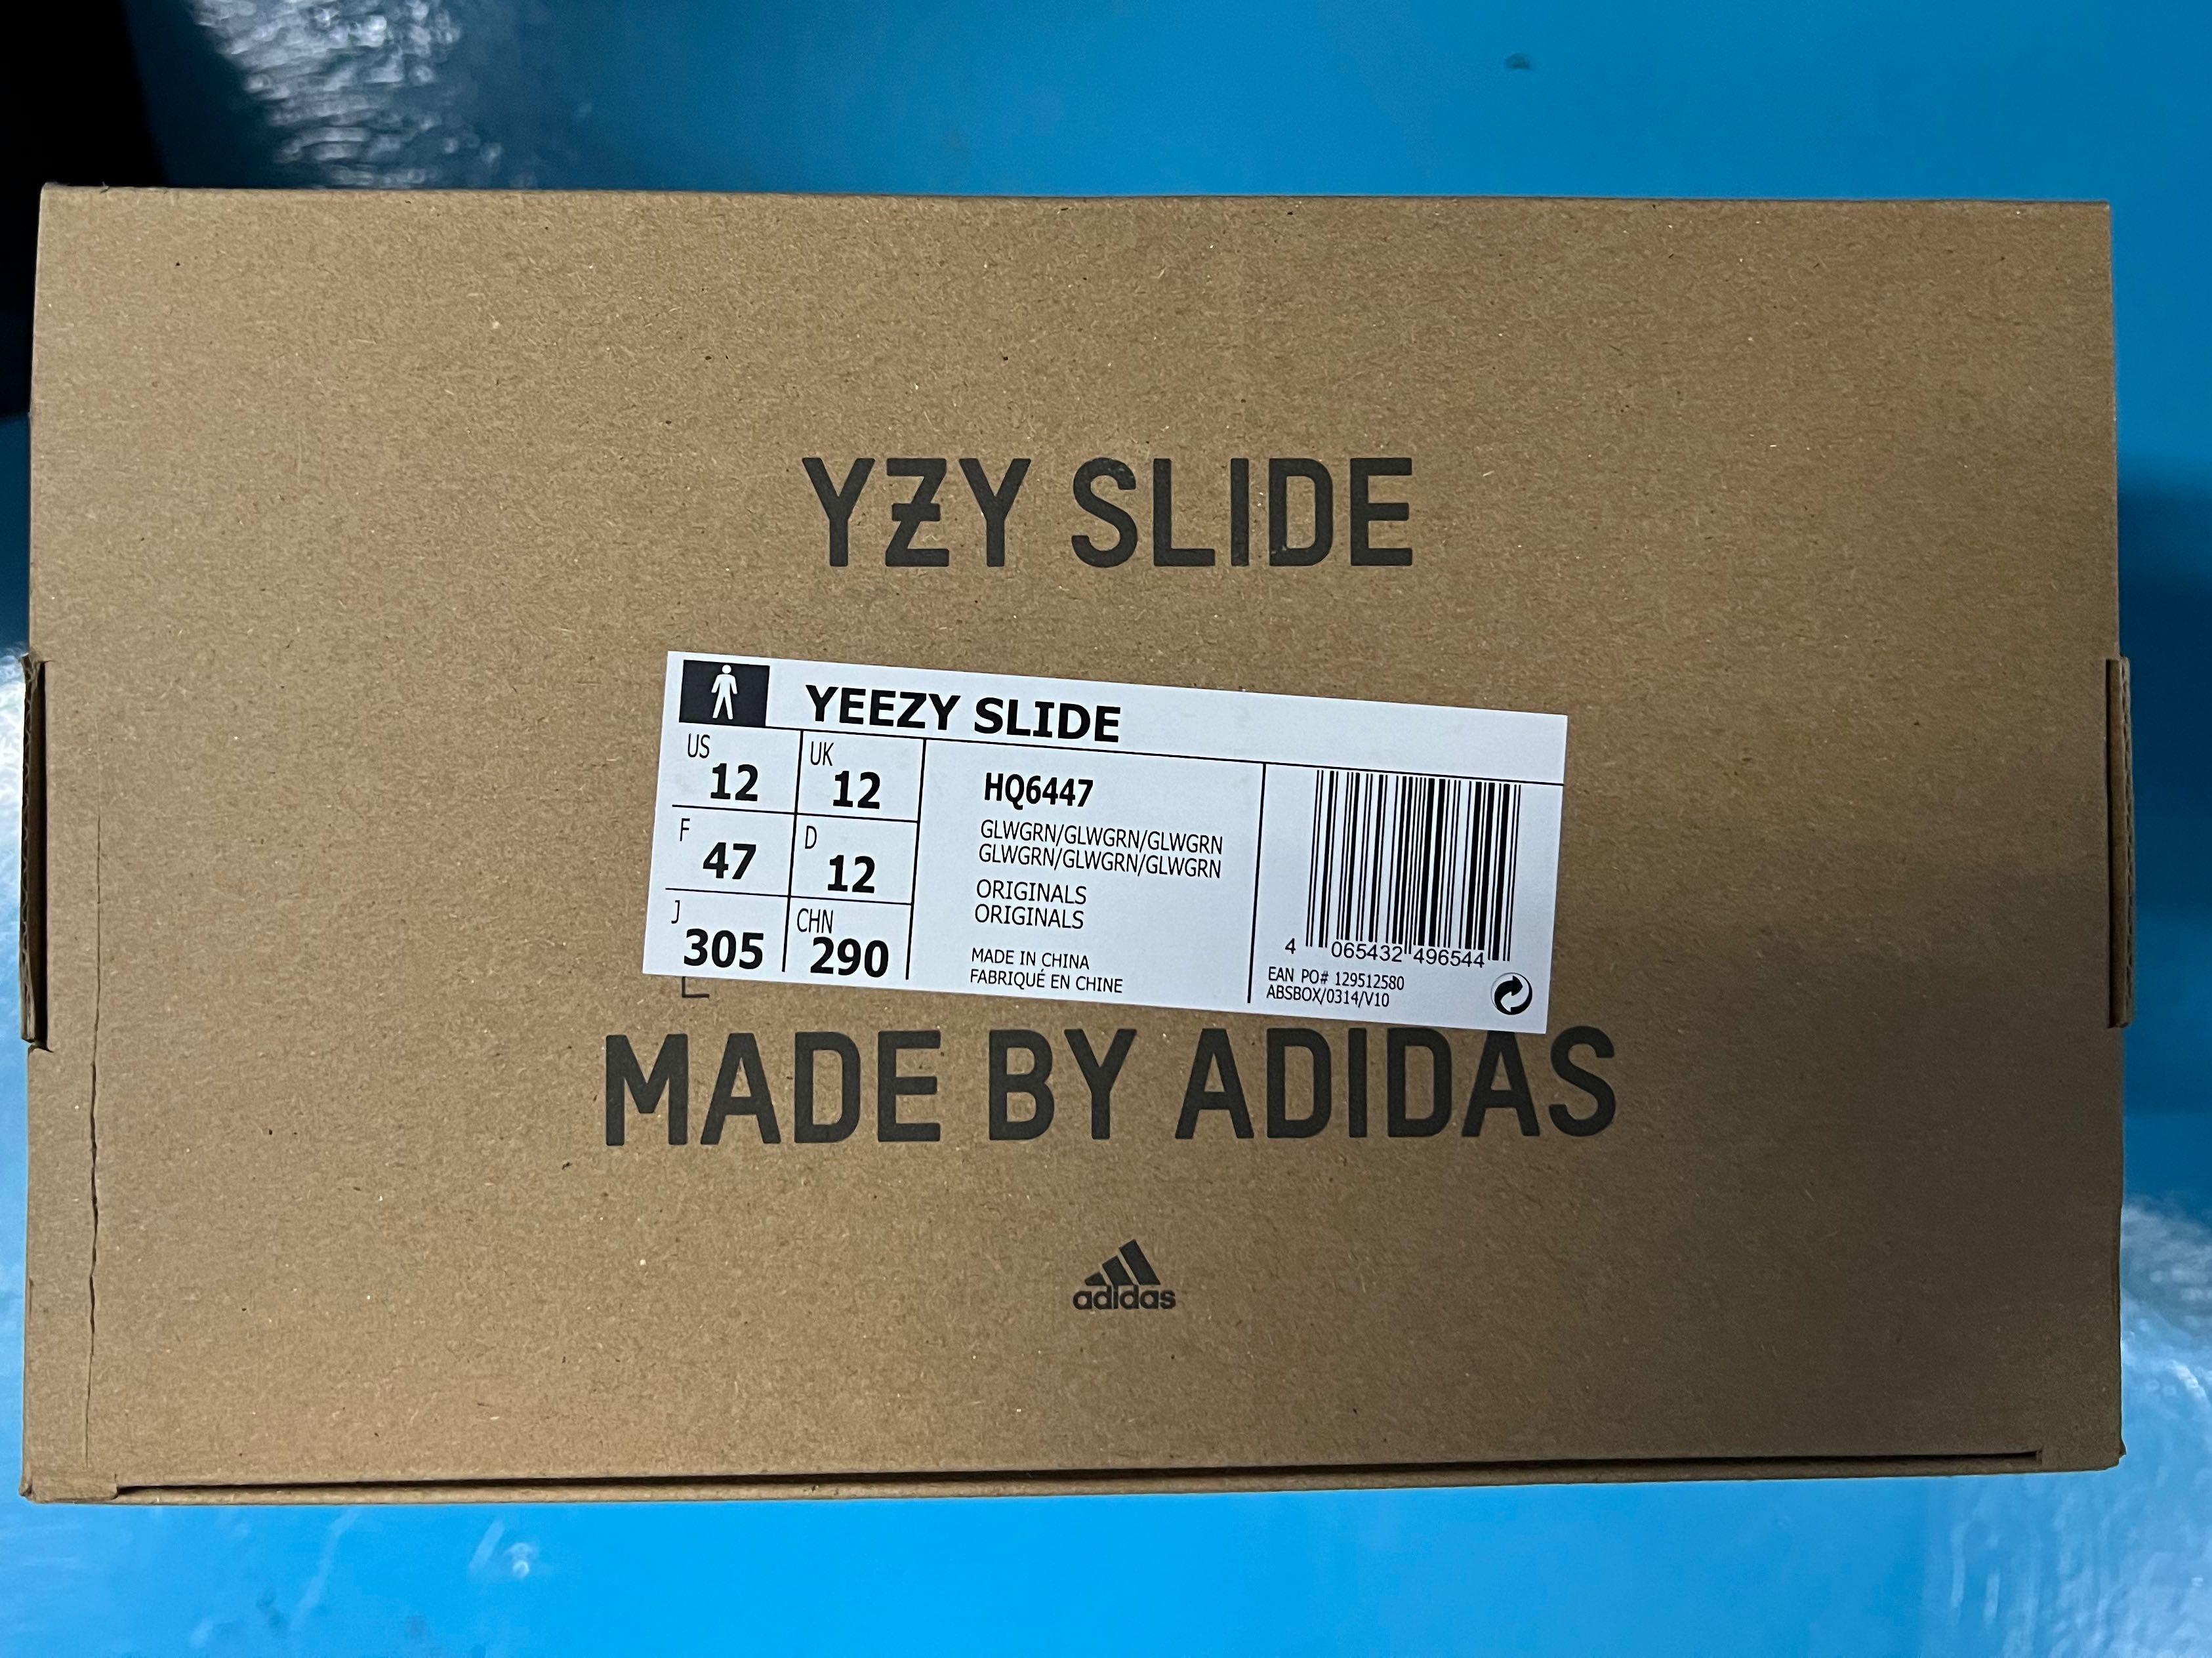 YZY SLIDE
YEEZY SLIDE
US
12
UK
12
F
47
D
12
J
305
CHN
290
HQ6447
GLWGRN/GLWGRN/GLWGRN
GLWGRN/GLWGRN/GLWGRN
ORIGINALS
ORIGINALS
MADE IN CHINA
FABRIQUÉ EN CHINE
4 065432 496544
EAN PO# 129512580
ABSBOX/0314/V10
MADE BY ADIDAS
adidas